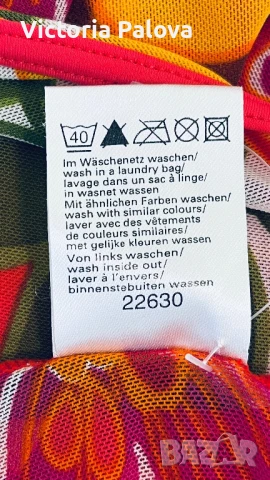 Victoria Palova
40
Im Wäschenetz waschen/
wash in a laundry bag/
lavage dans un sac à linge/
in wasnet wassen
Mit ähnlichen Farben waschen/
wash with similar colours/
laver avec des vêtements
de couleurs similaires/
met gelijke kleuren wassen
Von links waschen/
wash inside out/
laver à l'envers/
binnenstebuiten wassen
22630
BAZAR